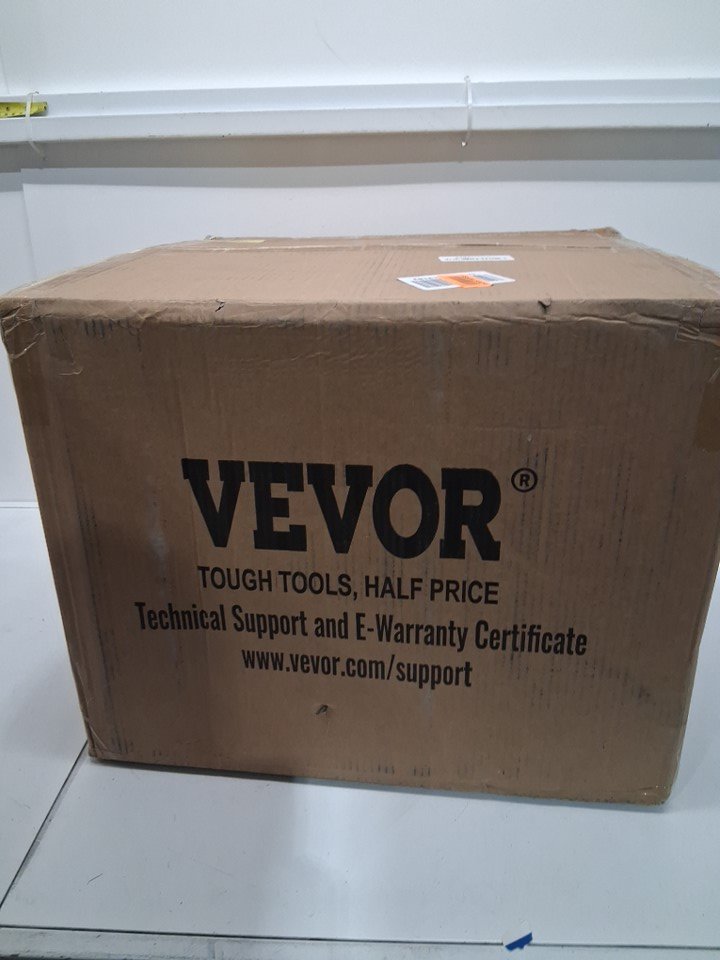 VEVOR®
TOUGH TOOLS, HALF PRICE
Technical Support and E-Warranty Certificate
www.vevor.com/support